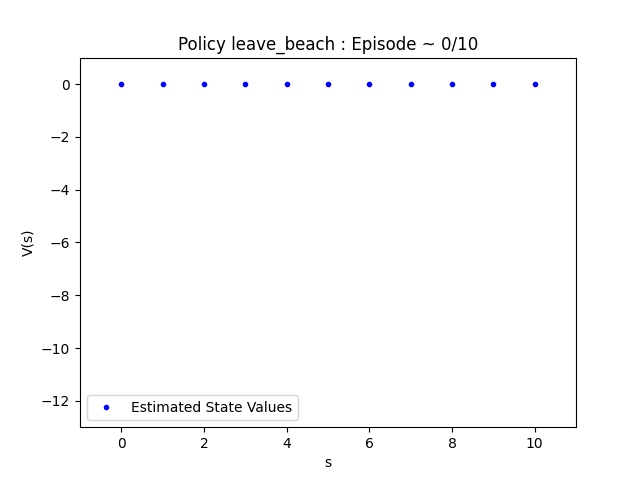 Policy leave_beach : Episode ~ 0/10
0
−2
−4
−6
−8
−10
−12
V(s)
Estimated State Values
0 2 4 6 8 10
s